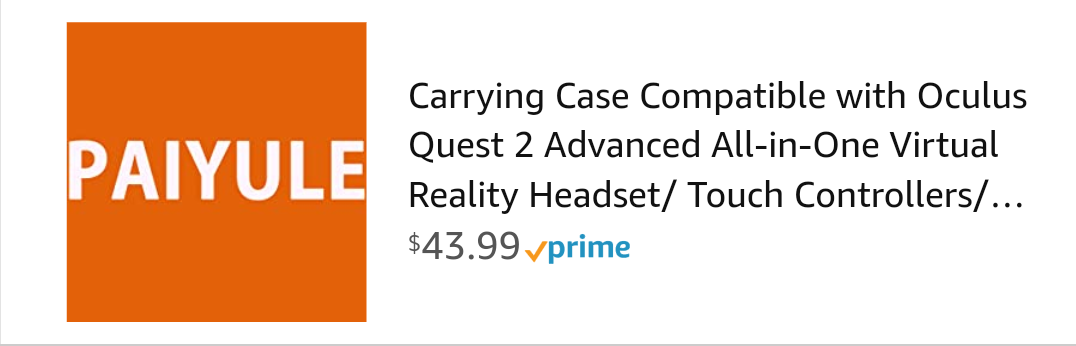 PAIYULE
Carrying Case Compatible with Oculus
Quest 2 Advanced All-in-One Virtual
Reality Headset/ Touch Controllers/...
$43.99 prime